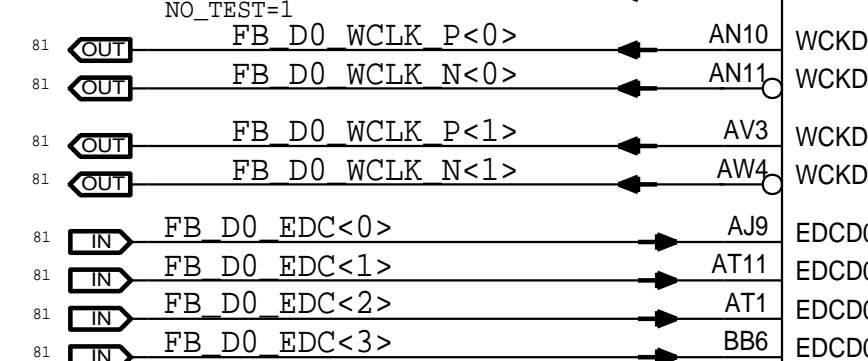 NO_TEST=1
81 OUT FB_D0_WCLK_P<0> AN10 WCKD
81 OUT FB_D0_WCLK_N<0> AN11 WCKD
81 OUT FB_D0_WCLK_P<1> AV3 WCKD
81 OUT FB_D0_WCLK_N<1> AW4 WCKD
81 IN FB_D0_EDC<0> AJ9 EDCD0
81 IN FB_D0_EDC<1> AT11 EDCD0
81 IN FB_D0_EDC<2> AT1 EDCD0
81 IN FB_D0_EDC<3> BB6 EDCD0